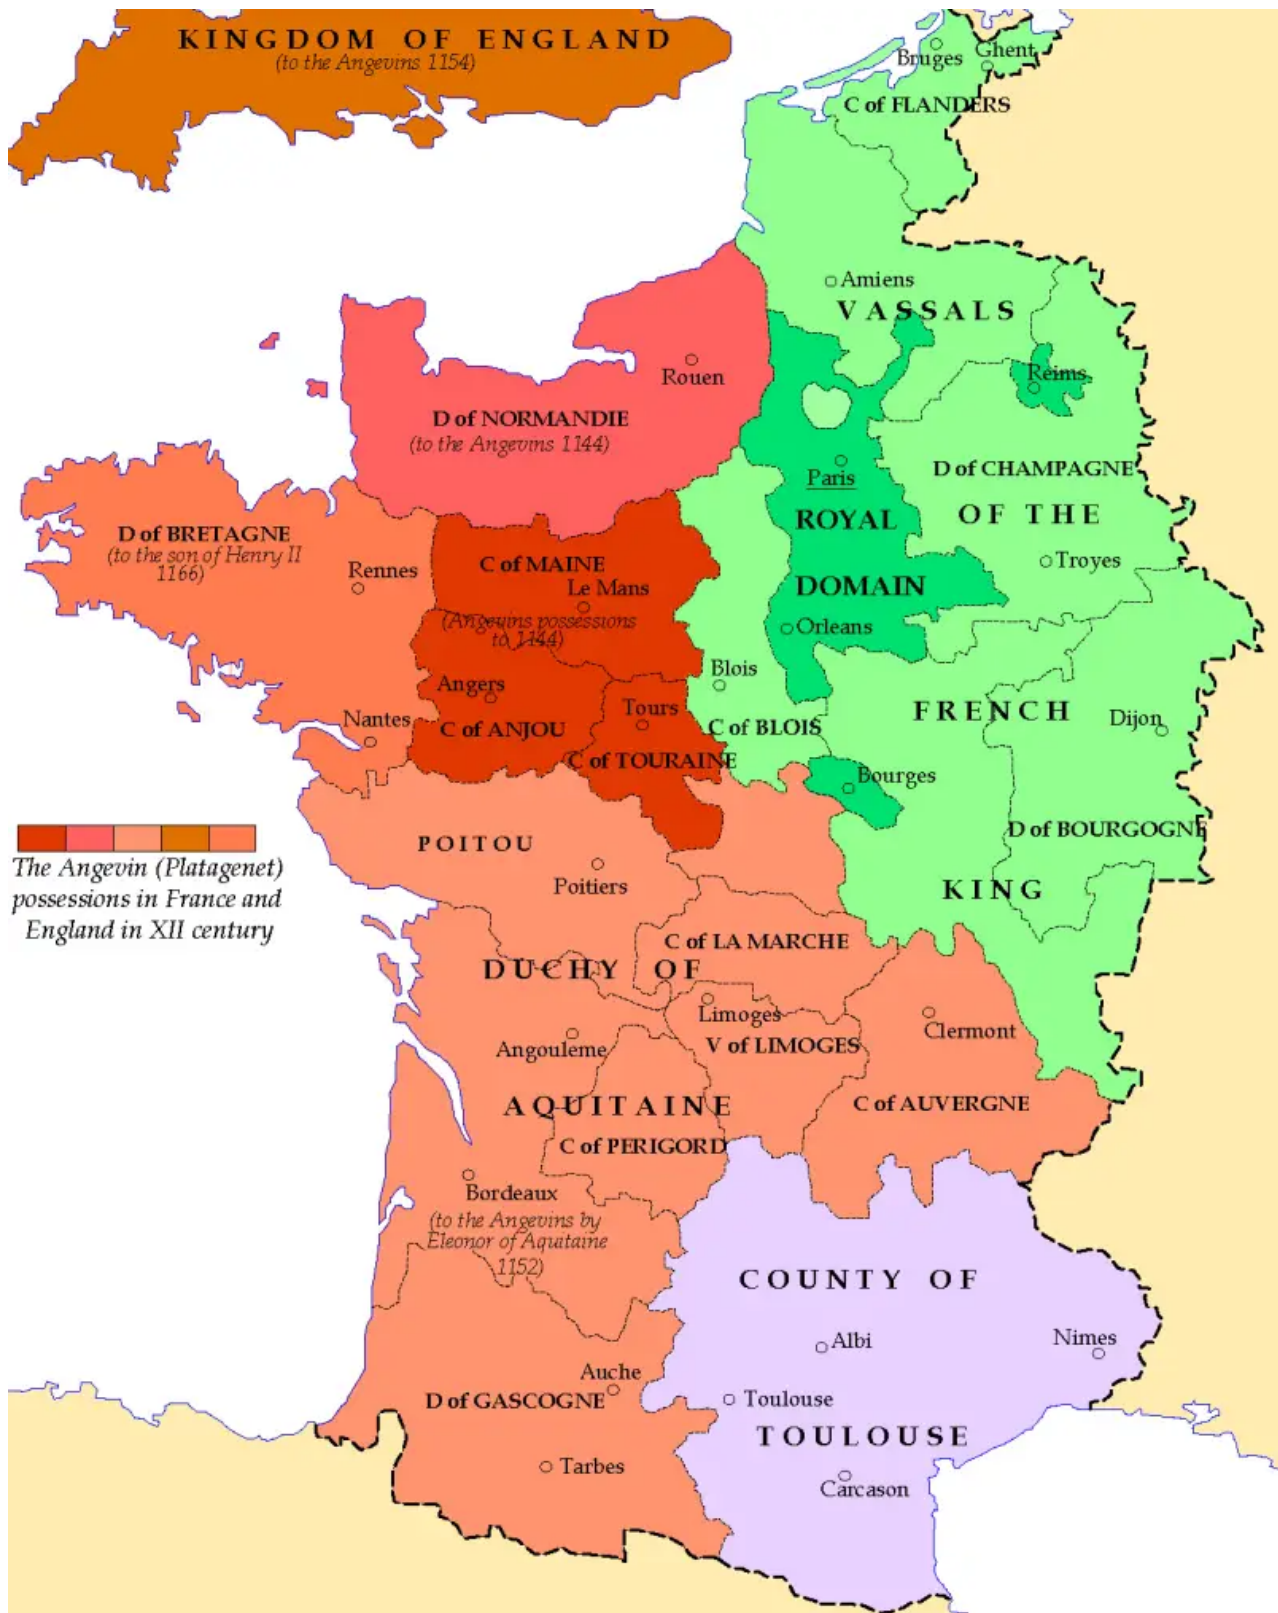 KINGDOM OF ENGLAND
(to the Angevins 1154)
Bruges
Ghent
C of FLANDERS
Amiens
VASSALS
Reims
Rouen
D of NORMANDIE
(to the Angevins 1144)
Paris
D of CHAMPAGNE
ROYAL
OF THE
D of BRETAGNE
(to the son of Henry II
1166)
Rennes
C of MAINE
Le Mans
(Angevins possessions
to 1144)
Troyes
DOMAIN
Orleans
Blois
Angers
Tours
Nantes
C of ANJOU
C of BLOIS
FRENCH
Dijon
C of TOURAINE
Bourges
POITOU
D of BOURGOGNE
Poitiers
KING
The Angevin (Platagenet)
possessions in France and
England in XII century
C of LA MARCHE
DUCHY OF
Limoges
Clermont
Angouleme
V of LIMOGES
AQUITAINE
C of AUVERGNE
C of PERIGORD
Bordeaux
(to the Angevins by
Eleonor of Aquitaine
1152)
COUNTY OF
Albi
Nimes
Auche
D of GASCOGNE
Toulouse
TOULOUSE
Tarbes
Carcason